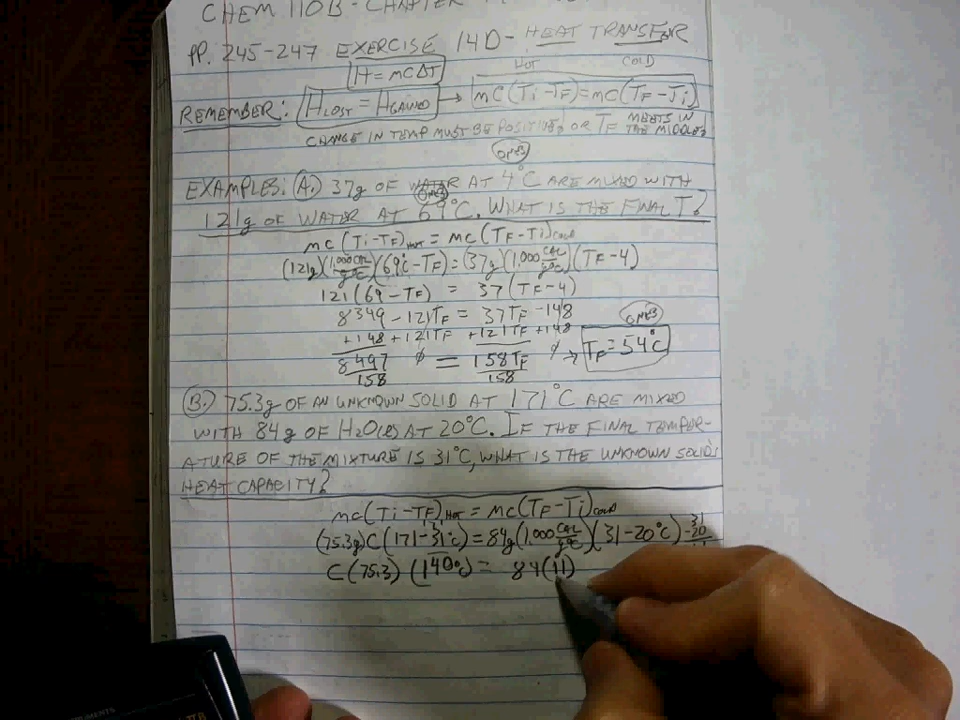 CHEM 110B - CHAPTER
PP. 245-247 EXERCISE 14D - HEAT TRANSFER
H = mCΔT
HOT COLD
REMEMBER: HLOST = HGAINED → mC(Ti-TF)=mC(TF-Ti)
CHANGE IN TEMP MUST BE POSITIVE! OR TF MEETS IN THE MIDDLE!
EXAMPLES: A. 37g OF WATER AT 4°C ARE MIXED WITH
121g OF WATER AT 69°C. WHAT IS THE FINAL T?
mc(Ti-TF)HOT = mc(TF-Ti)COLD
(121g)(1.000 CAL/g°C)(69°C-TF)=(37g)(1.000 CAL/g°C)(TF-4)
121(69-TF) = 37(TF-4)
8349-121TF = 37TF-148
+148 +121TF +121TF +148
8497 ∅ = 158TF ∅ → TF=54°C
158 158
B. 75.3g OF AN UNKNOWN SOLID AT 171°C ARE MIXED
WITH 84g OF H2O(l) AT 20°C. IF THE FINAL TEMPER-
ATURE OF THE MIXTURE IS 31°C, WHAT IS THE UNKNOWN SOLID'S
HEAT CAPACITY?
mc(Ti-TF)HOT = mc(TF-Ti)COLD
(75.3g)C(171-31°C)=84g(1.000 CAL/g°C)(31-20°C) 31 -20
C(75.3)(140°C) = 84(11)